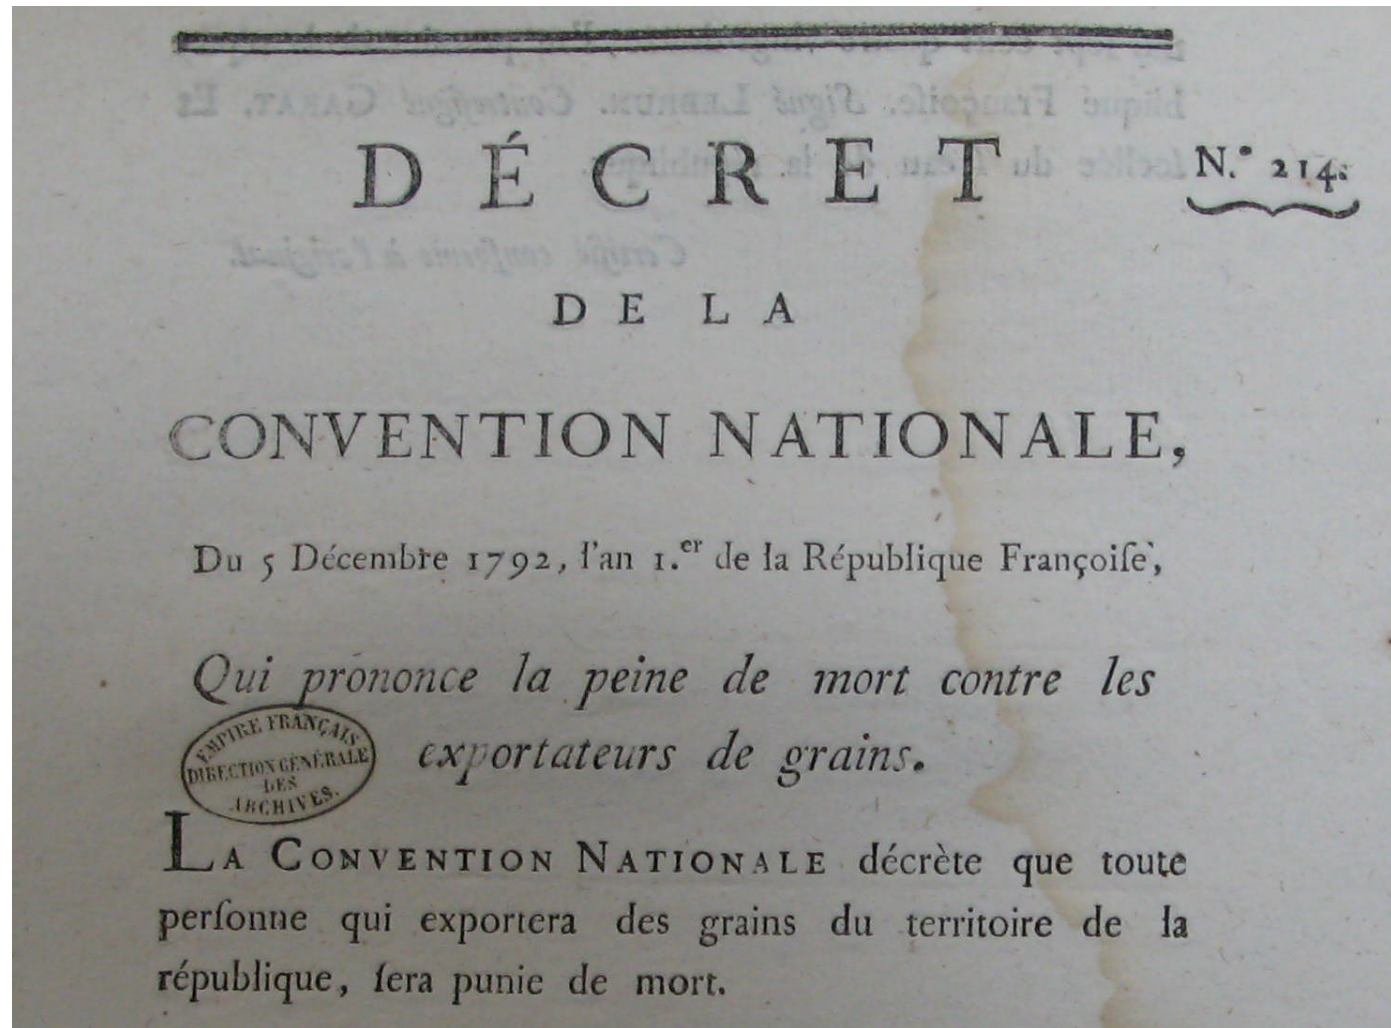 DÉCRET
N.° 214.
DE LA
CONVENTION NATIONALE,
Du 5 Décembre 1792, l'an 1.er de la République Françoiſe,
Qui prononce la peine de mort contre les
exportateurs de grains.
EMPIRE FRANÇAIS
DIRECTION GÉNÉRALE
DES
ARCHIVES.
LA CONVENTION NATIONALE décrète que toute
perſonne qui exportera des grains du territoire de la
république, ſera punie de mort.